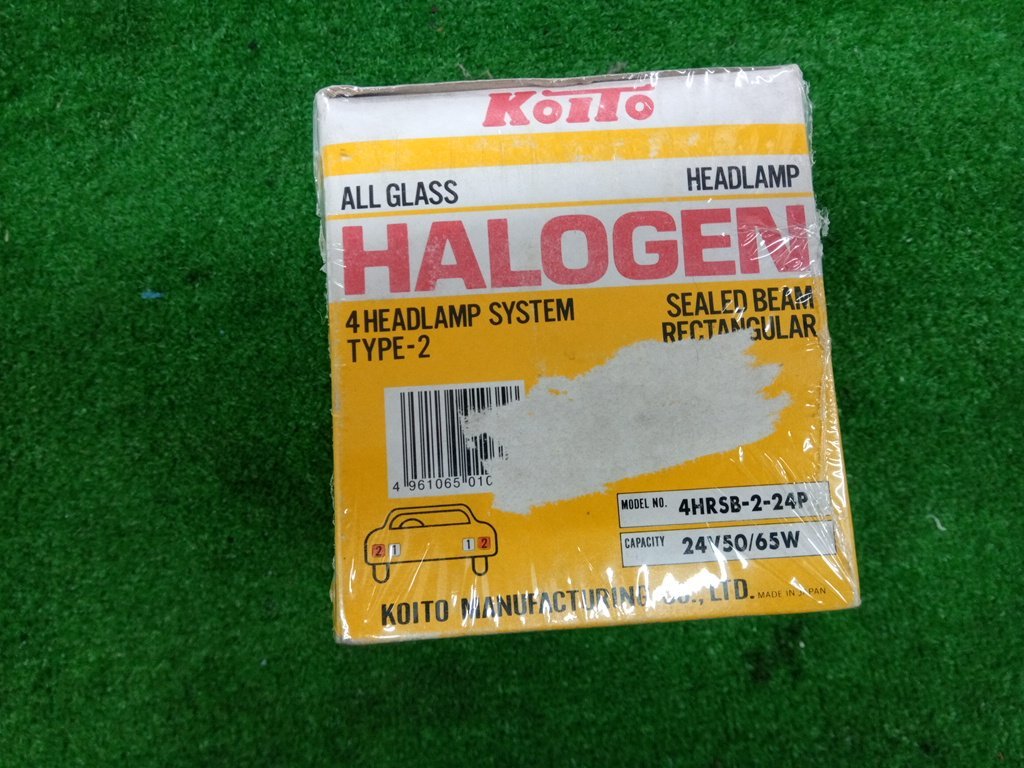 KOITO
ALL GLASS HEADLAMP
HALOGEN
4 HEADLAMP SYSTEM
TYPE-2
SEALED BEAM
RECTANGULAR
4 961065 010
MODEL NO. 4HRSB-2-24P
CAPACITY 24V50/65W
2 1 1 2
KOITO MANUFACTURING CO., LTD. MADE IN JAPAN